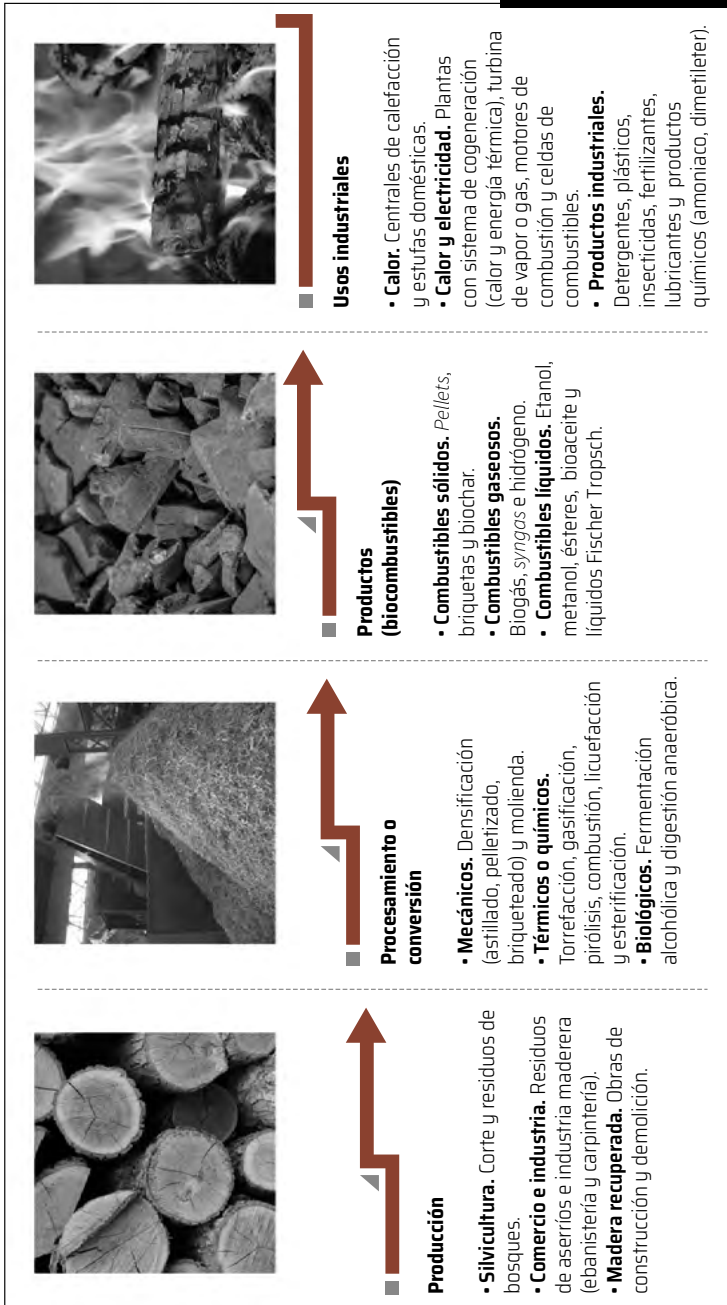 Producción
• Silvicultura. Corte y residuos de
bosques.
• Comercio e industria. Residuos
de aserríos e industria maderera
(ebanistería y carpintería).
• Madera recuperada. Obras de
construcción y demolición.
Procesamiento o
conversión
• Mecánicos. Densificación
(astillado, pelletizado,
briqueteado) y molienda.
• Térmicos o químicos.
Torrefacción, gasificación,
pirólisis, combustión, licuefacción
y esterificación.
• Biológicos. Fermentación
alcohólica y digestión anaeróbica.
Productos
(biocombustibles)
• Combustibles sólidos. Pellets,
briquetas y biochar.
• Combustibles gaseosos.
Biogás, syngas e hidrógeno.
• Combustibles líquidos. Etanol,
metanol, ésteres, bioaceite y
líquidos Fischer Tropsch.
Usos industriales
• Calor. Centrales de calefacción
y estufas domésticas.
• Calor y electricidad. Plantas
con sistema de cogeneración
(calor y energía térmica), turbina
de vapor o gas, motores de
combustión y celdas de
combustibles.
• Productos industriales.
Detergentes, plásticos,
insecticidas, fertilizantes,
lubricantes y productos
químicos (amoniaco, dimetileter).